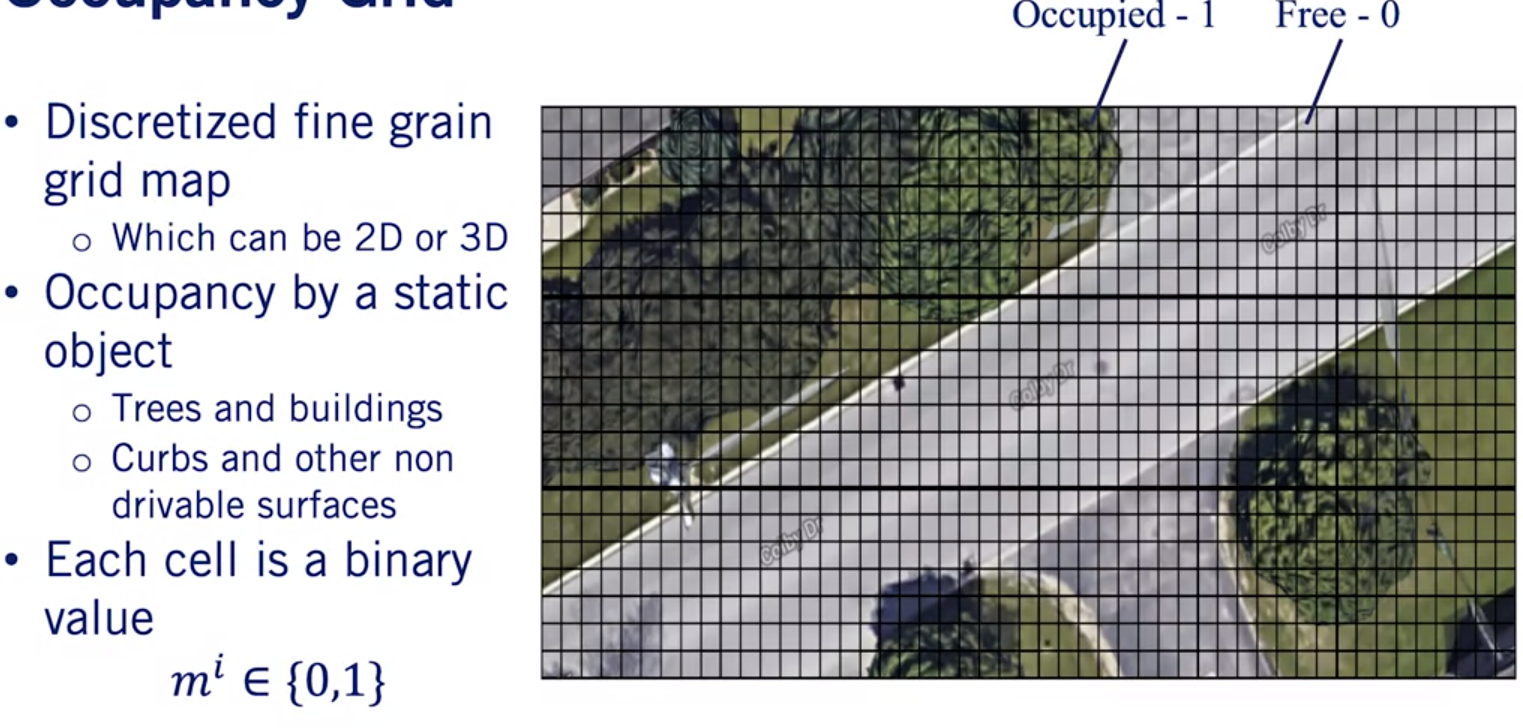 Occupancy Grid
Occupied - 1
Free - 0
• Discretized fine grain
grid map
○ Which can be 2D or 3D
• Occupancy by a static
object
○ Trees and buildings
○ Curbs and other non
drivable surfaces
• Each cell is a binary
value
mⁱ ∈ {0,1}
Colby Dr
Colby Dr
Colby Dr